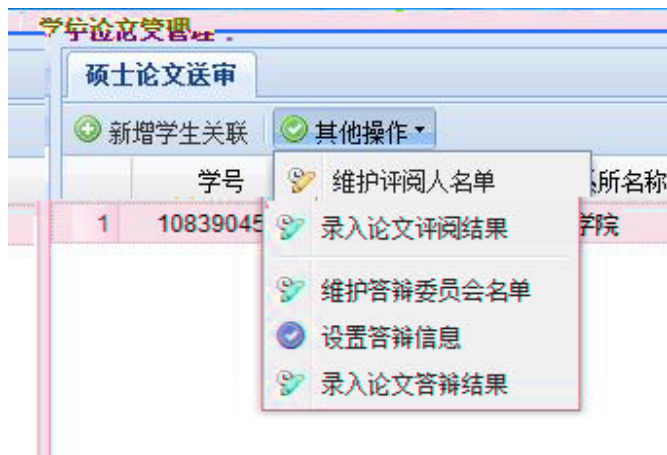 硕士论文送审
新增学生关联 其他操作
学号 所名称
维护评阅人名单
1 10839045 学院
录入论文评阅结果
维护答辩委员会名单
设置答辩信息
录入论文答辩结果